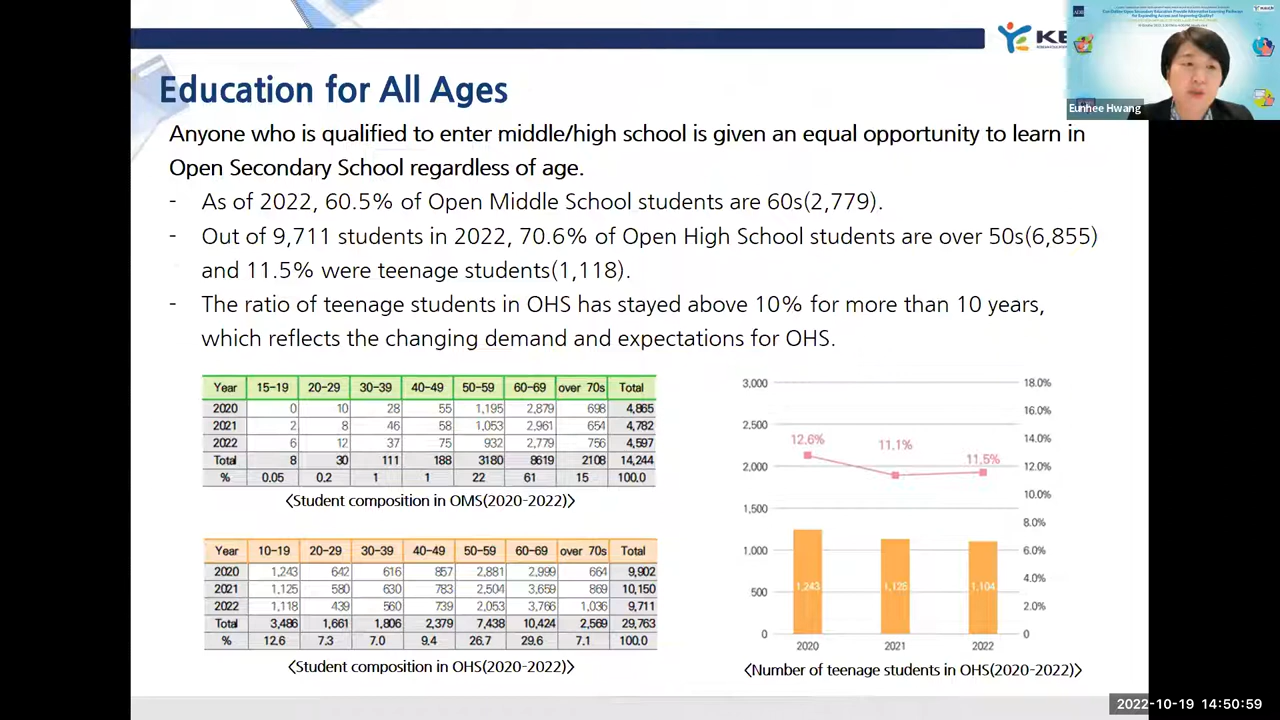 Education for All Ages
Eunhee Hwang
Anyone who is qualified to enter middle/high school is given an equal opportunity to learn in
Open Secondary School regardless of age.
- As of 2022, 60.5% of Open Middle School students are 60s(2,779).
- Out of 9,711 students in 2022, 70.6% of Open High School students are over 50s(6,855)
and 11.5% were teenage students(1,118).
- The ratio of teenage students in OHS has stayed above 10% for more than 10 years,
which reflects the changing demand and expectations for OHS.
Year 15-19 20-29 30-39 40-49 50-59 60-69 over 70s Total
2020 0 10 28 55 1,195 2,879 698 4,865
2021 2 8 46 58 1,053 2,961 654 4,782
2022 6 12 37 75 932 2,779 756 4,597
Total 8 30 111 188 3180 8619 2108 14,244
% 0.05 0.2 1 1 22 61 15 100.0
<Student composition in OMS(2020-2022)>
Year 10-19 20-29 30-39 40-49 50-59 60-69 over 70s Total
2020 1,243 642 616 857 2,881 2,999 664 9,902
2021 1,125 580 630 783 2,504 3,659 869 10,150
2022 1,118 439 560 739 2,053 3,766 1,036 9,711
Total 3,486 1,661 1,806 2,379 7,438 10,424 2,569 29,763
% 12.6 7.3 7.0 9.4 26.7 29.6 7.1 100.0
<Student composition in OHS(2020-2022)>
3,000 18.0%
16.0%
2,500 14.0%
12.6% 11.1% 11.5%
2,000 12.0%
10.0%
1,500 8.0%
1,000 6.0%
1,243 1,125 1,104
500 4.0%
2.0%
0 0
2020 2021 2022
<Number of teenage students in OHS(2020-2022)>
2022-10-19 14:50:59